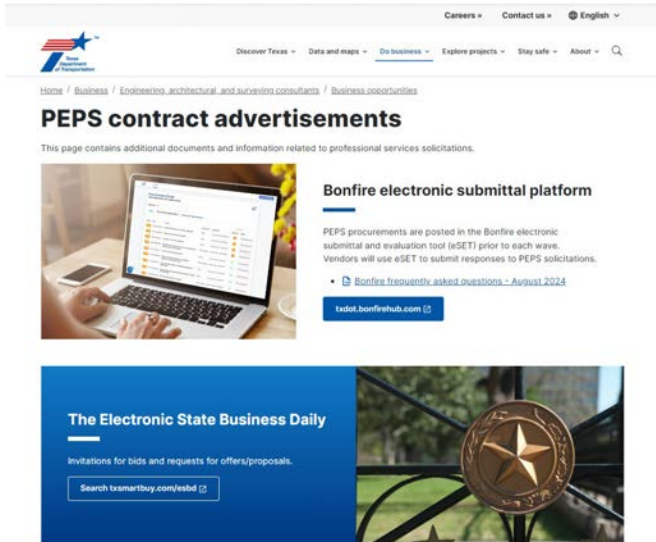 Careers » Contact us » English
Texas
Department
of Transportation
Discover Texas Data and maps Do business Explore projects Stay safe About
Home / Business / Engineering, architectural, and surveying consultants / Business opportunities
PEPS contract advertisements
This page contains additional documents and information related to professional services solicitations.
Bonfire electronic submittal platform
PEPS procurements are posted in the Bonfire electronic
submittal and evaluation tool (eSET) prior to each wave.
Vendors will use eSET to submit responses to PEPS solicitations.
• Bonfire frequently asked questions - August 2024
txdot.bonfirehub.com
The Electronic State Business Daily
Invitations for bids and requests for offers/proposals.
Search txsmartbuy.com/esbd